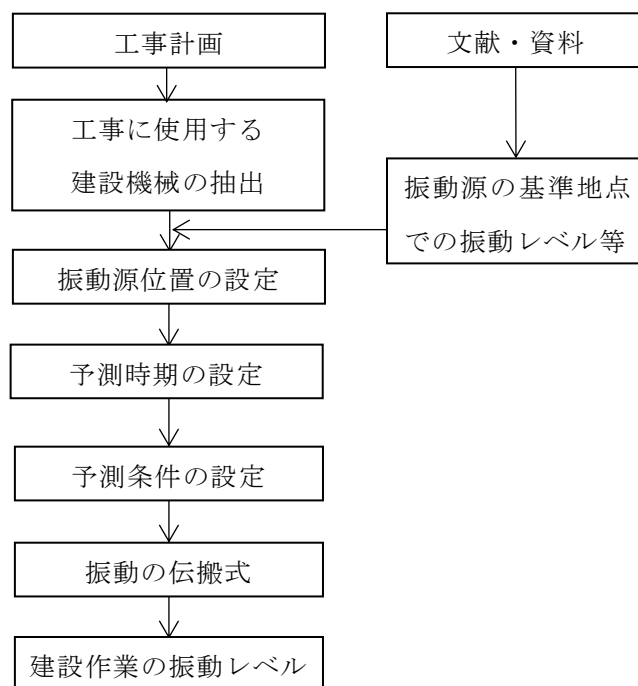 工事計画
文献・資料
工事に使用する
建設機械の抽出
振動源の基準地点
での振動レベル等
振動源位置の設定
予測時期の設定
予測条件の設定
振動の伝搬式
建設作業の振動レベル